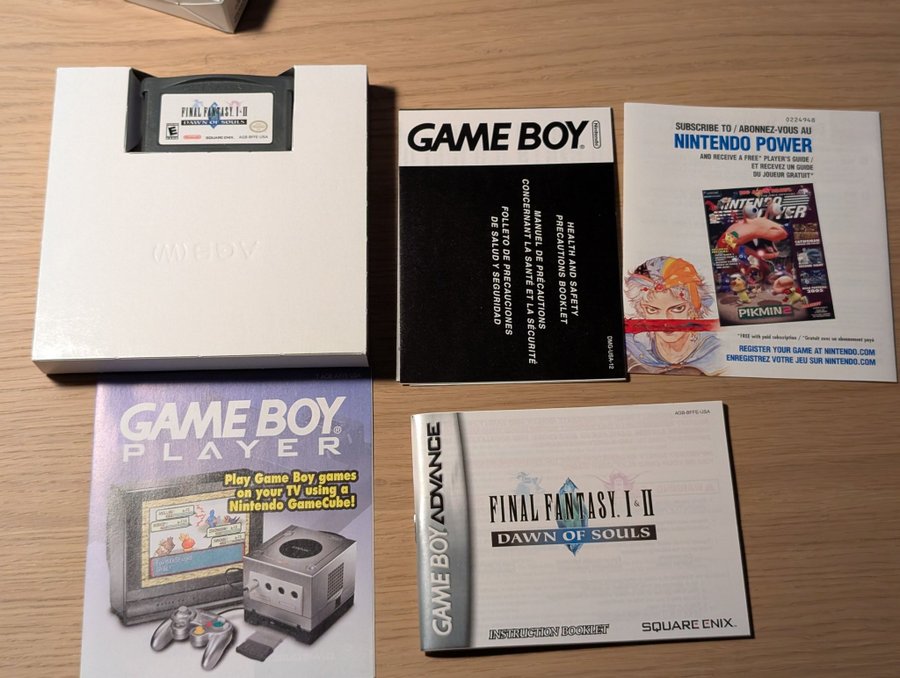 FINAL FANTASY I&II
DAWN OF SOULS
E
SQUARE ENIX
AGB-BFFE-USA
GAME BOY
Nintendo
HEALTH AND SAFETY
PRECAUTIONS BOOKLET
MANUEL DE PRÉCAUTIONS
CONCERNANT LA SANTÉ ET LA SÉCURITÉ
FOLLETO DE PRECAUCIONES
DE SALUD Y SEGURIDAD
DMG-USA-12
0224948
SUBSCRIBE TO / ABONNEZ-VOUS AU
NINTENDO POWER
AND RECEIVE A FREE* PLAYER'S GUIDE /
ET RECEVEZ UN GUIDE
DU JOUEUR GRATUIT*
NINTENDO
POWER
PIKMIN 2
*FREE with paid subscription / *Gratuit avec un abonnement payé
REGISTER YOUR GAME AT NINTENDO.COM
ENREGISTREZ VOTRE JEU SUR NINTENDO.COM
GAME BOY®
PLAYER
Play Game Boy games
on your TV using a
Nintendo GameCube!
AGB-BFFE-USA
GAME BOY ADVANCE
FINAL FANTASY I&II
DAWN OF SOULS
INSTRUCTION BOOKLET
SQUARE ENIX